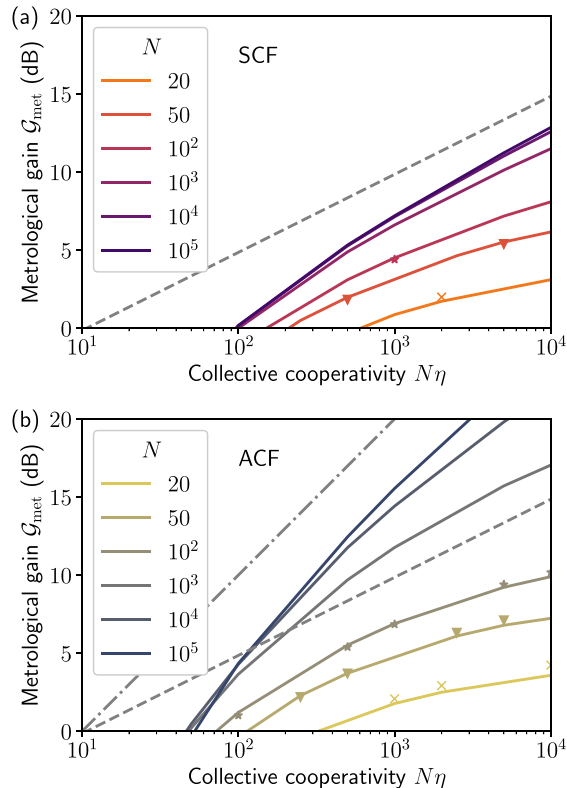 (a)
SCF
N
20
50
10²
10³
10⁴
10⁵
Metrological gain 𝒢met (dB)
20
15
10
5
0
10¹ 10² 10³ 10⁴
Collective cooperativity Nη
(b)
ACF
N
20
50
10²
10³
10⁴
10⁵
Metrological gain 𝒢met (dB)
20
15
10
5
0
10¹ 10² 10³ 10⁴
Collective cooperativity Nη